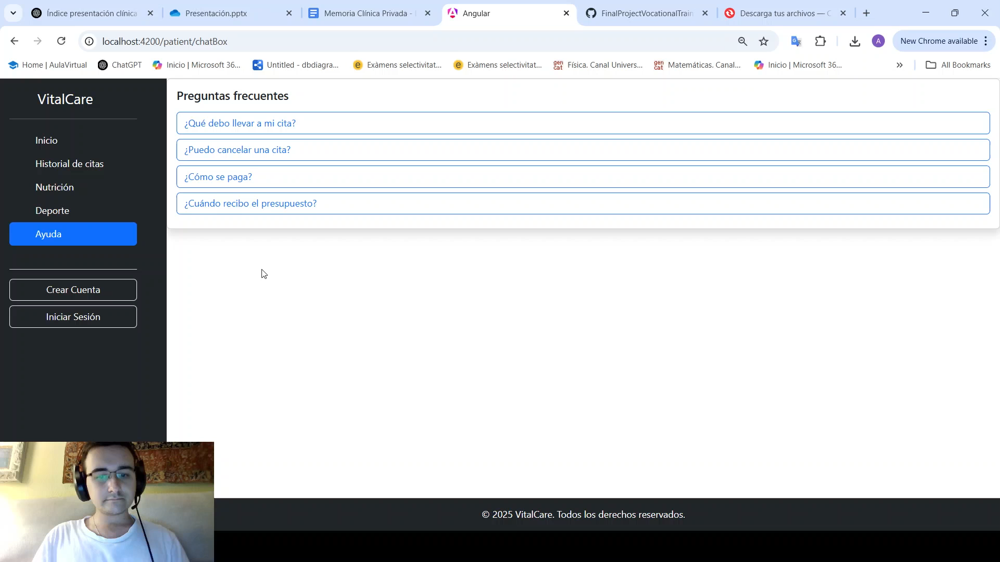 Índice presentación clínica
Presentación.pptx
Memoria Clínica Privada -
Angular
FinalProjectVocationalTrain
Descarga tus archivos — C
localhost:4200/patient/chatBox
A
New Chrome available
Home | AulaVirtual
ChatGPT
Inicio | Microsoft 36...
Untitled - dbdiagra...
Exàmens selectivitat...
Exàmens selectivitat...
gen cat
Física. Canal Univers...
gen cat
Matemáticas. Canal...
Inicio | Microsoft 36...
All Bookmarks
VitalCare
Inicio
Historial de citas
Nutrición
Deporte
Ayuda
Crear Cuenta
Iniciar Sesión
Preguntas frecuentes
¿Qué debo llevar a mi cita?
¿Puedo cancelar una cita?
¿Cómo se paga?
¿Cuándo recibo el presupuesto?
© 2025 VitalCare. Todos los derechos reservados.